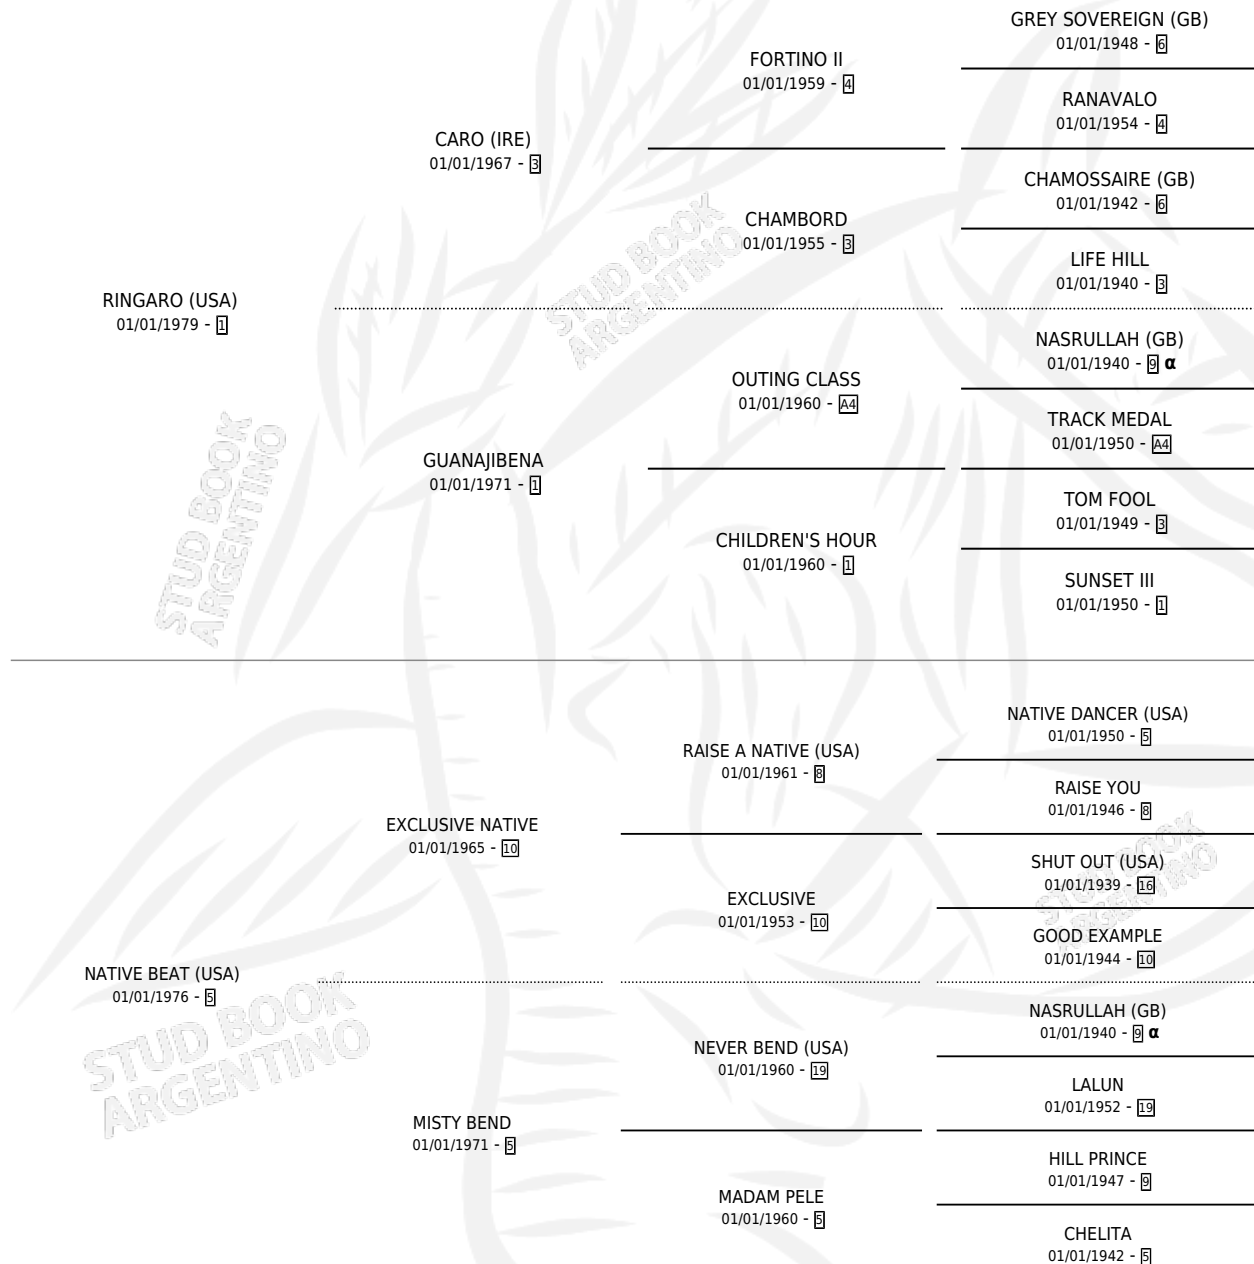 GREY SOVEREIGN (GB)
01/01/1948 - 6
FORTINO II
01/01/1959 - 4
RANAVALO
01/01/1954 - 4
CARO (IRE)
01/01/1967 - 3
CHAMOSSAIRE (GB)
01/01/1942 - 6
CHAMBORD
01/01/1955 - 3
LIFE HILL
01/01/1940 - 3
RINGARO (USA)
01/01/1979 - 1
STUD BOOK
ARGENTINO
NASRULLAH (GB)
01/01/1940 - 9 α
OUTING CLASS
01/01/1960 - A4
TRACK MEDAL
01/01/1950 - A4
GUANAJIBENA
01/01/1971 - 1
TOM FOOL
01/01/1949 - 3
CHILDREN'S HOUR
01/01/1960 - 1
SUNSET III
01/01/1950 - 1
STUD BOOK
ARGENTINO
NATIVE DANCER (USA)
01/01/1950 - 5
RAISE A NATIVE (USA)
01/01/1961 - 8
RAISE YOU
01/01/1946 - 8
EXCLUSIVE NATIVE
01/01/1965 - 10
SHUT OUT (USA)
01/01/1939 - 16
STUD BOOK
ARGENTINO
EXCLUSIVE
01/01/1953 - 10
GOOD EXAMPLE
01/01/1944 - 10
NATIVE BEAT (USA)
01/01/1976 - 5
STUD BOOK
ARGENTINO
NASRULLAH (GB)
01/01/1940 - 9 α
NEVER BEND (USA)
01/01/1960 - 19
LALUN
01/01/1952 - 19
MISTY BEND
01/01/1971 - 5
HILL PRINCE
01/01/1947 - 9
MADAM PELE
01/01/1960 - 5
CHELITA
01/01/1942 - 5